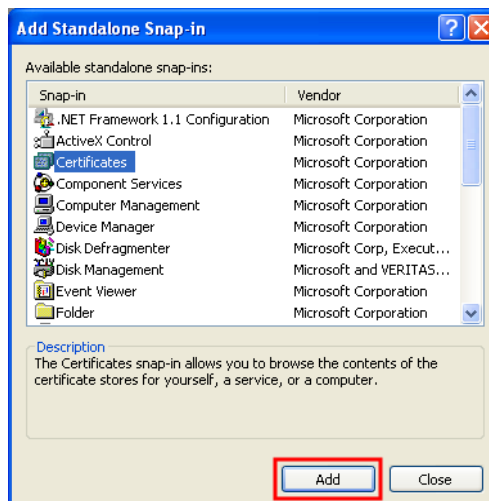 Add Standalone Snap-in
Available standalone snap-ins:
Snap-in Vendor
.NET Framework 1.1 Configuration Microsoft Corporation
ActiveX Control Microsoft Corporation
Certificates Microsoft Corporation
Component Services Microsoft Corporation
Computer Management Microsoft Corporation
Device Manager Microsoft Corporation
Disk Defragmenter Microsoft Corp, Execut...
Disk Management Microsoft and VERITAS...
Event Viewer Microsoft Corporation
Folder Microsoft Corporation
Description
The Certificates snap-in allows you to browse the contents of the
certificate stores for yourself, a service, or a computer.
Add Close